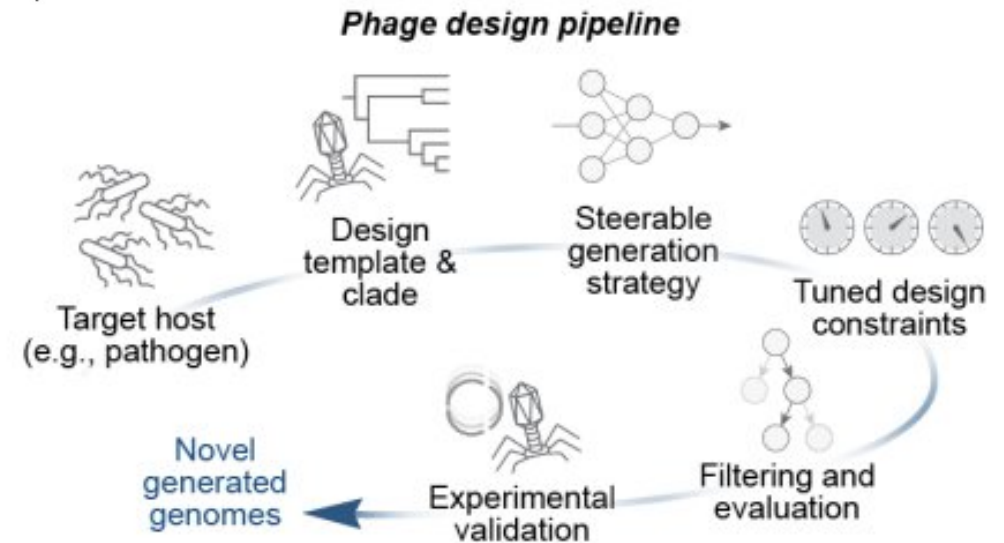 Phage design pipeline
Target host
(e.g., pathogen)
Design
template &
clade
Steerable
generation
strategy
Tuned design
constraints
Filtering and
evaluation
Experimental
validation
Novel
generated
genomes